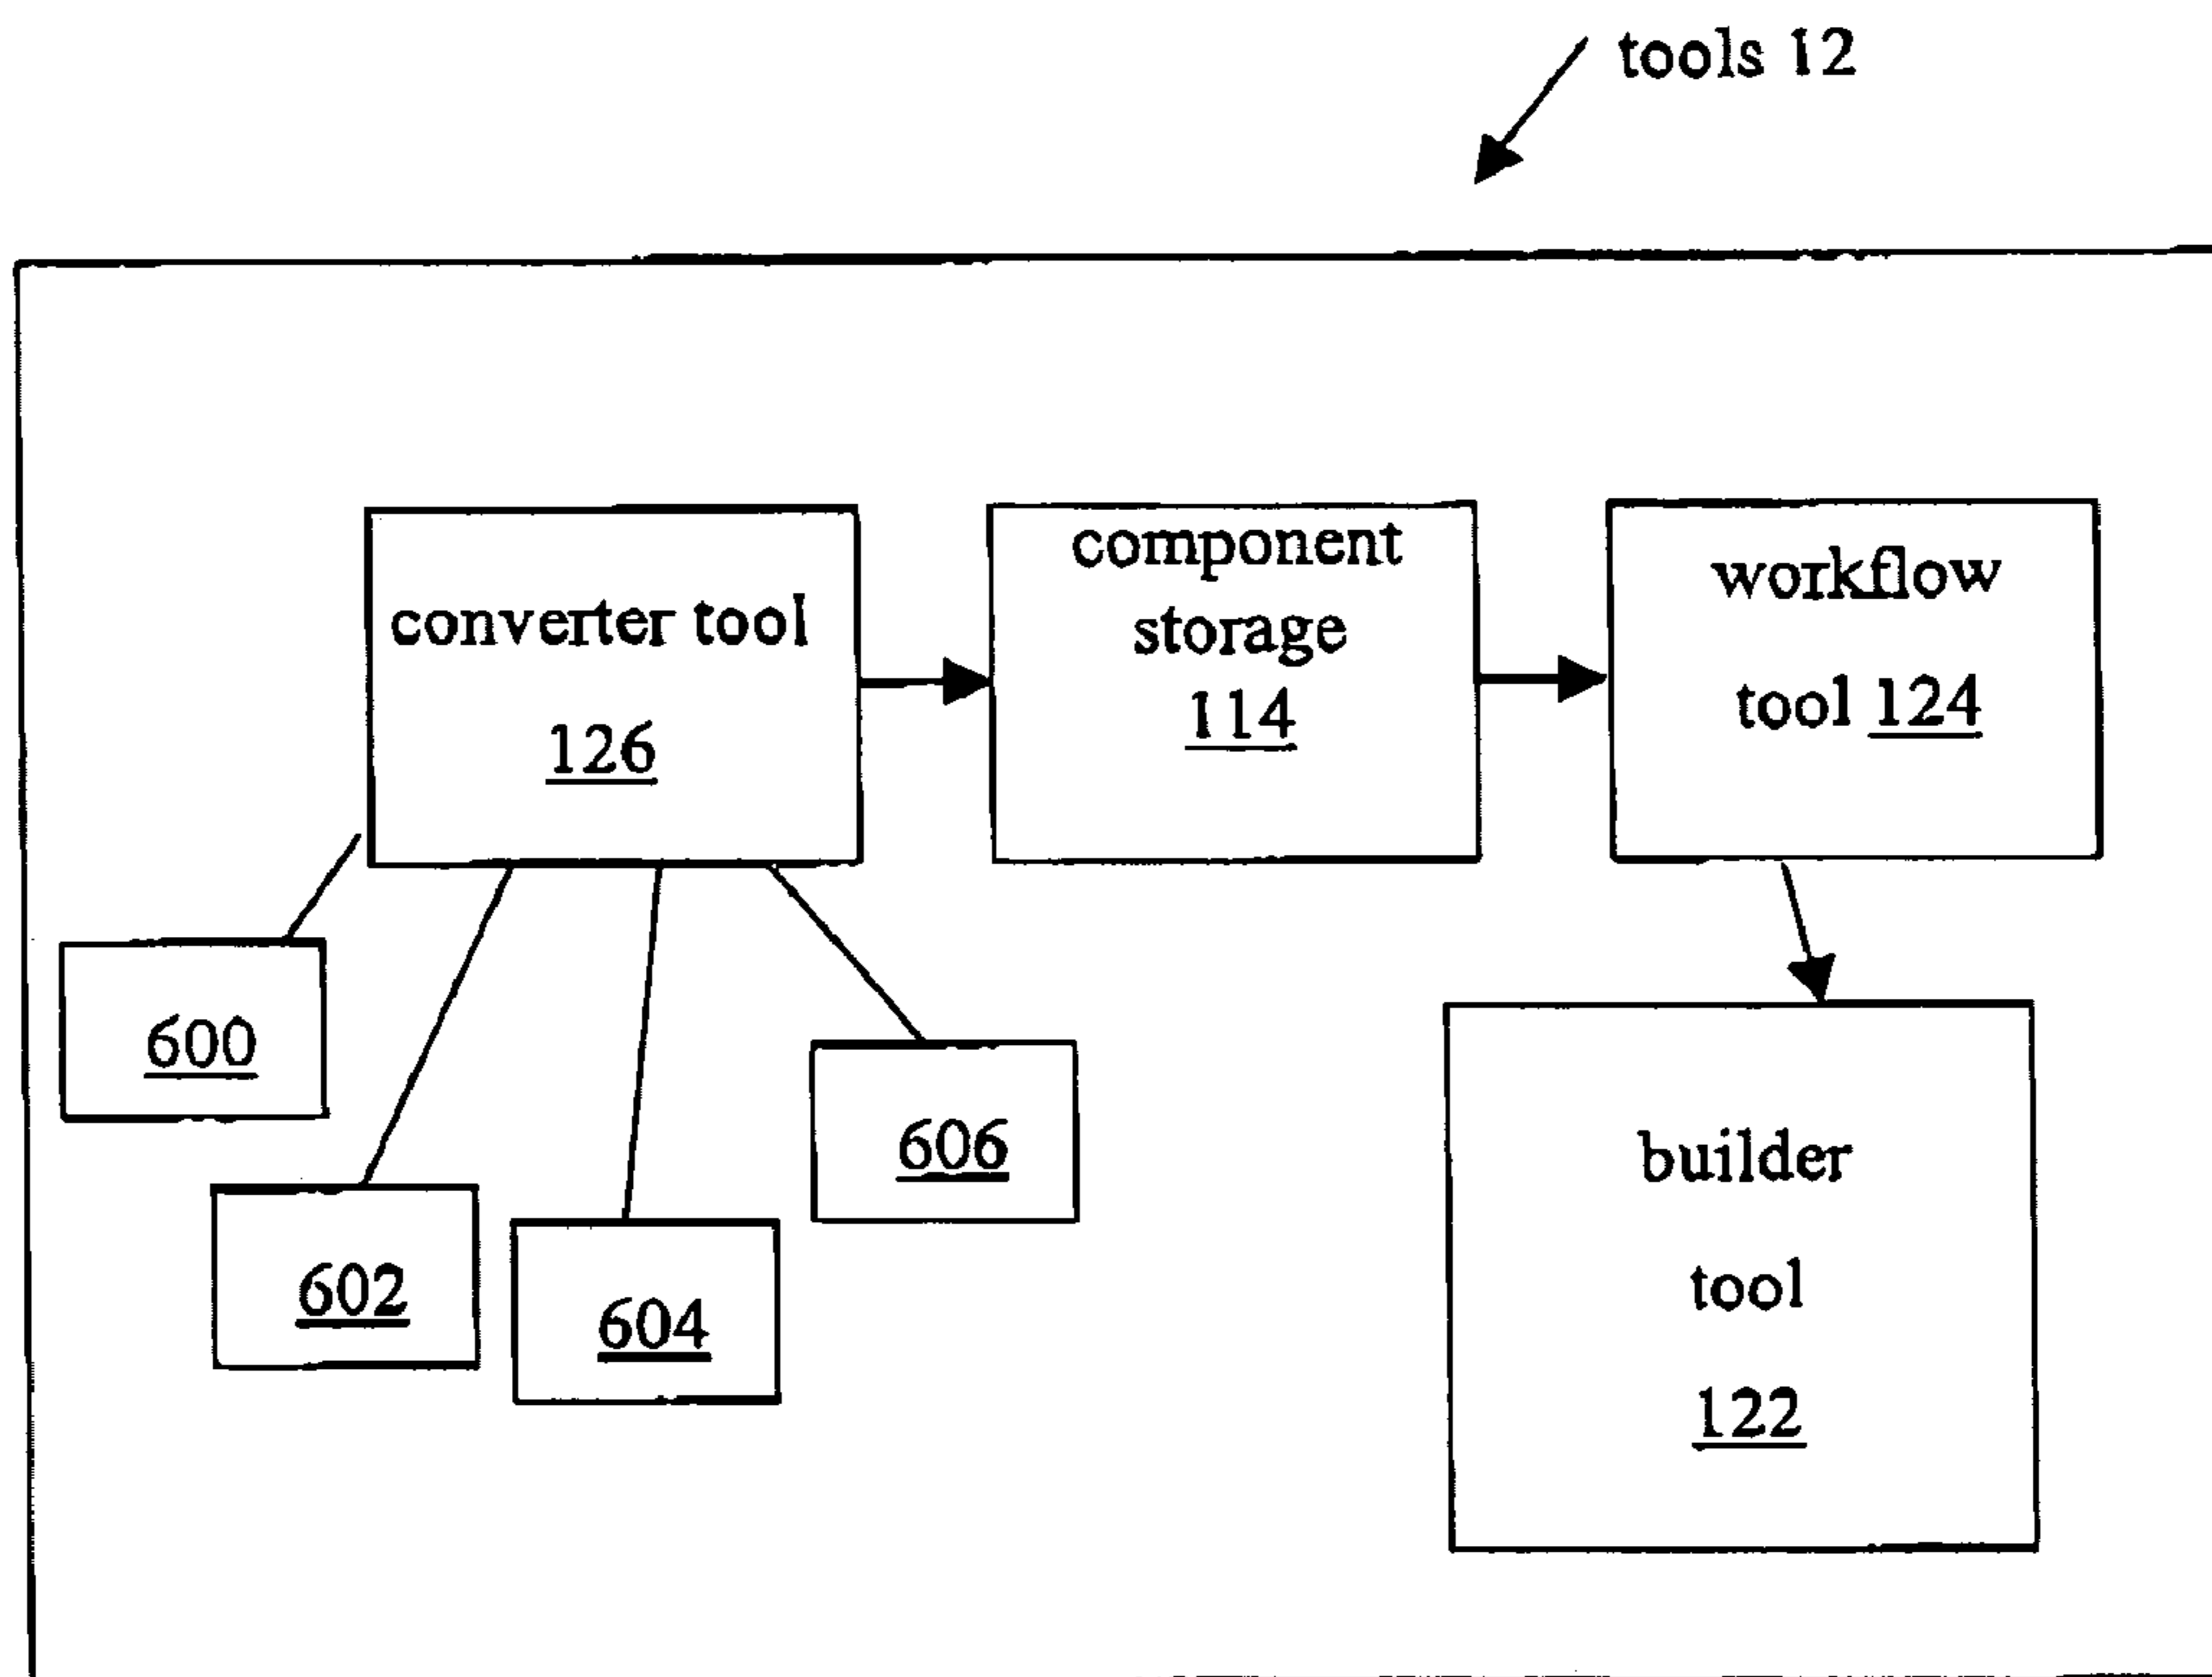 tools 12
converter tool
126
component
storage
114
workflow
tool 124
600
602
604
606
builder
tool
122